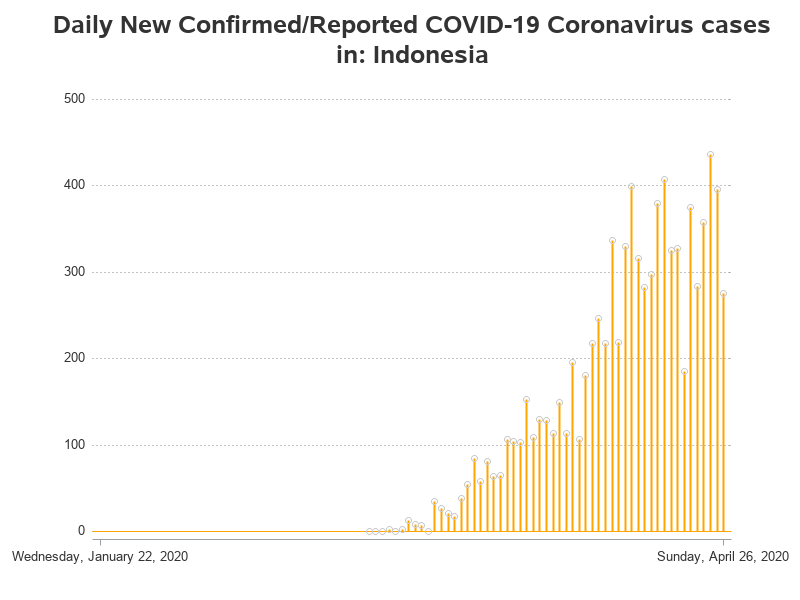 Daily New Confirmed/Reported COVID-19 Coronavirus cases
in: Indonesia
500
400
300
200
100
0
Wednesday, January 22, 2020
Sunday, April 26, 2020